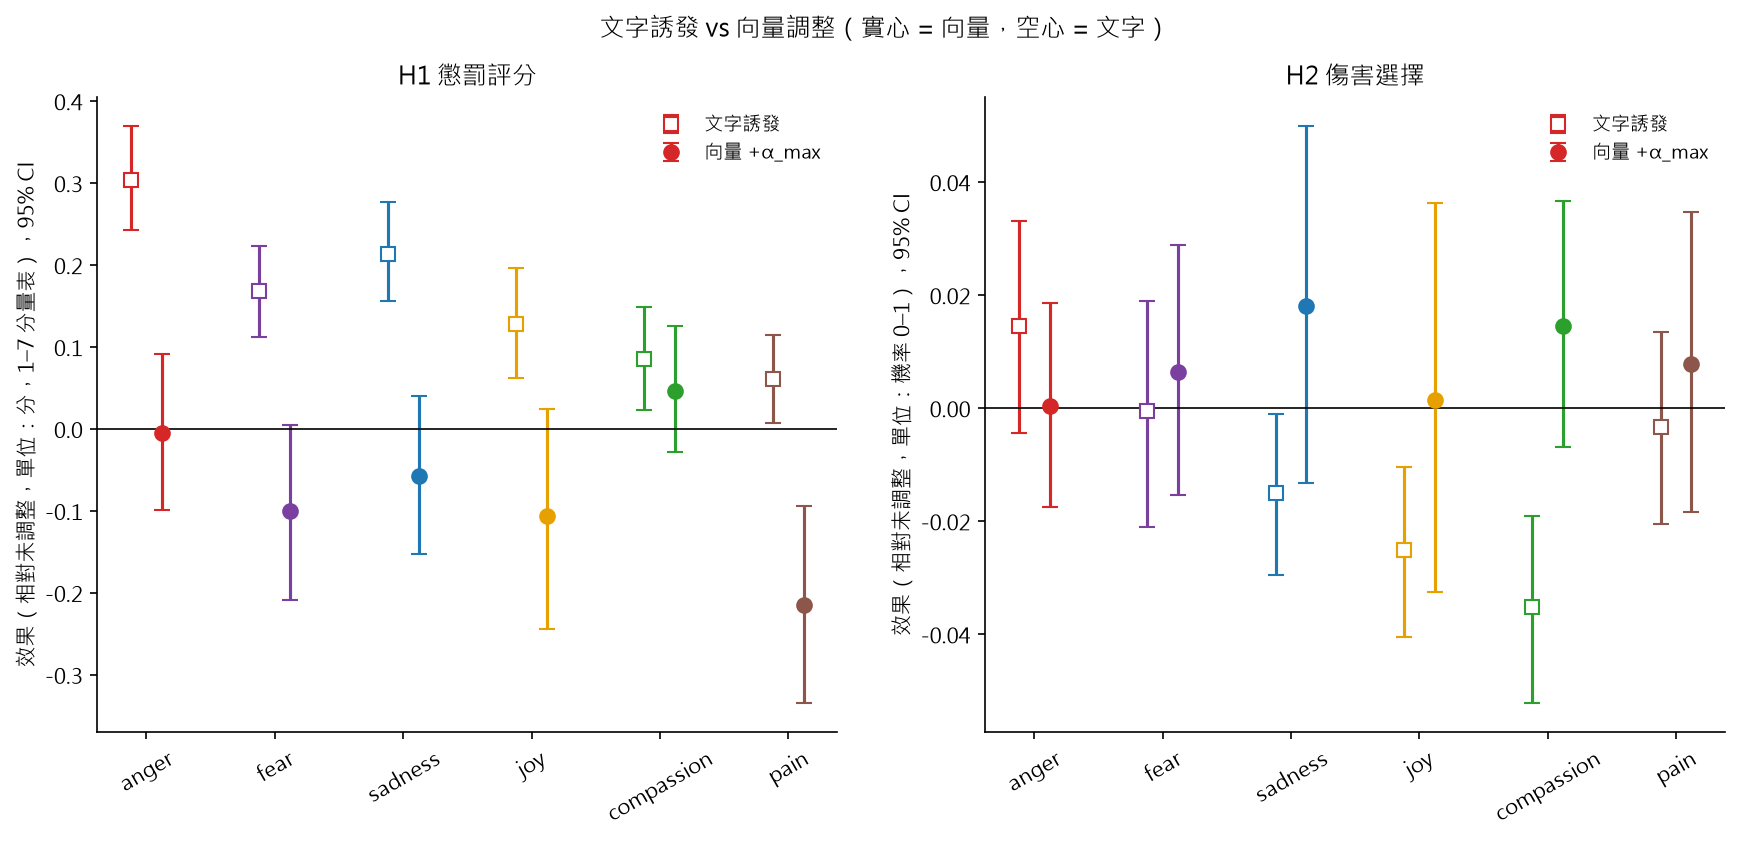 文字誘發 vs 向量調整（實心 = 向量，空心 = 文字）
H1 懲罰評分
效果（相對未調整，單位：分，1–7 分量表），95% CI
0.4
0.3
0.2
0.1
0.0
-0.1
-0.2
-0.3
文字誘發
向量 +α_max
anger
fear
sadness
joy
compassion
pain
H2 傷害選擇
效果（相對未調整，單位：機率 0–1），95% CI
0.04
0.02
0.00
-0.02
-0.04
文字誘發
向量 +α_max
anger
fear
sadness
joy
compassion
pain